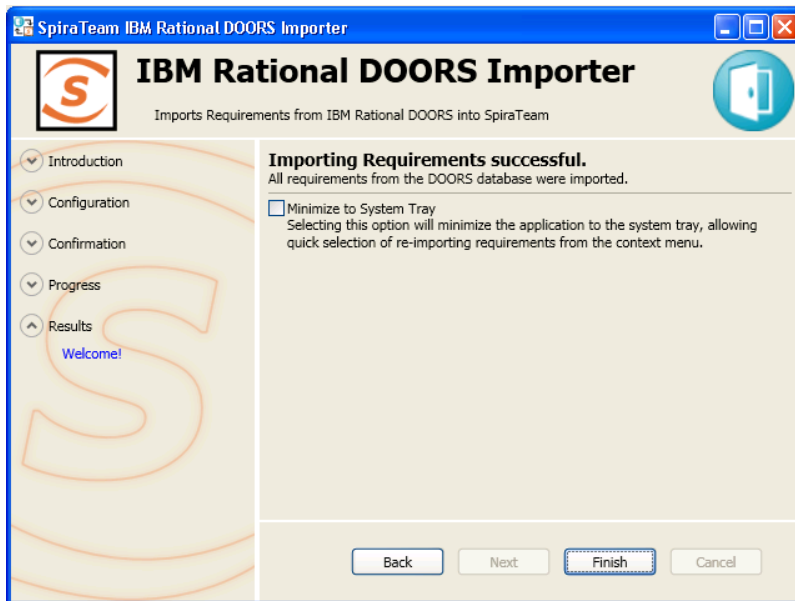 SpiraTeam IBM Rational DOORS Importer
IBM Rational DOORS Importer
Imports Requirements from IBM Rational DOORS into SpiraTeam
Introduction
Configuration
Confirmation
Progress
Results
Welcome!
Importing Requirements successful.
All requirements from the DOORS database were imported.
Minimize to System Tray
Selecting this option will minimize the application to the system tray, allowing
quick selection of re-importing requirements from the context menu.
Back
Next
Finish
Cancel